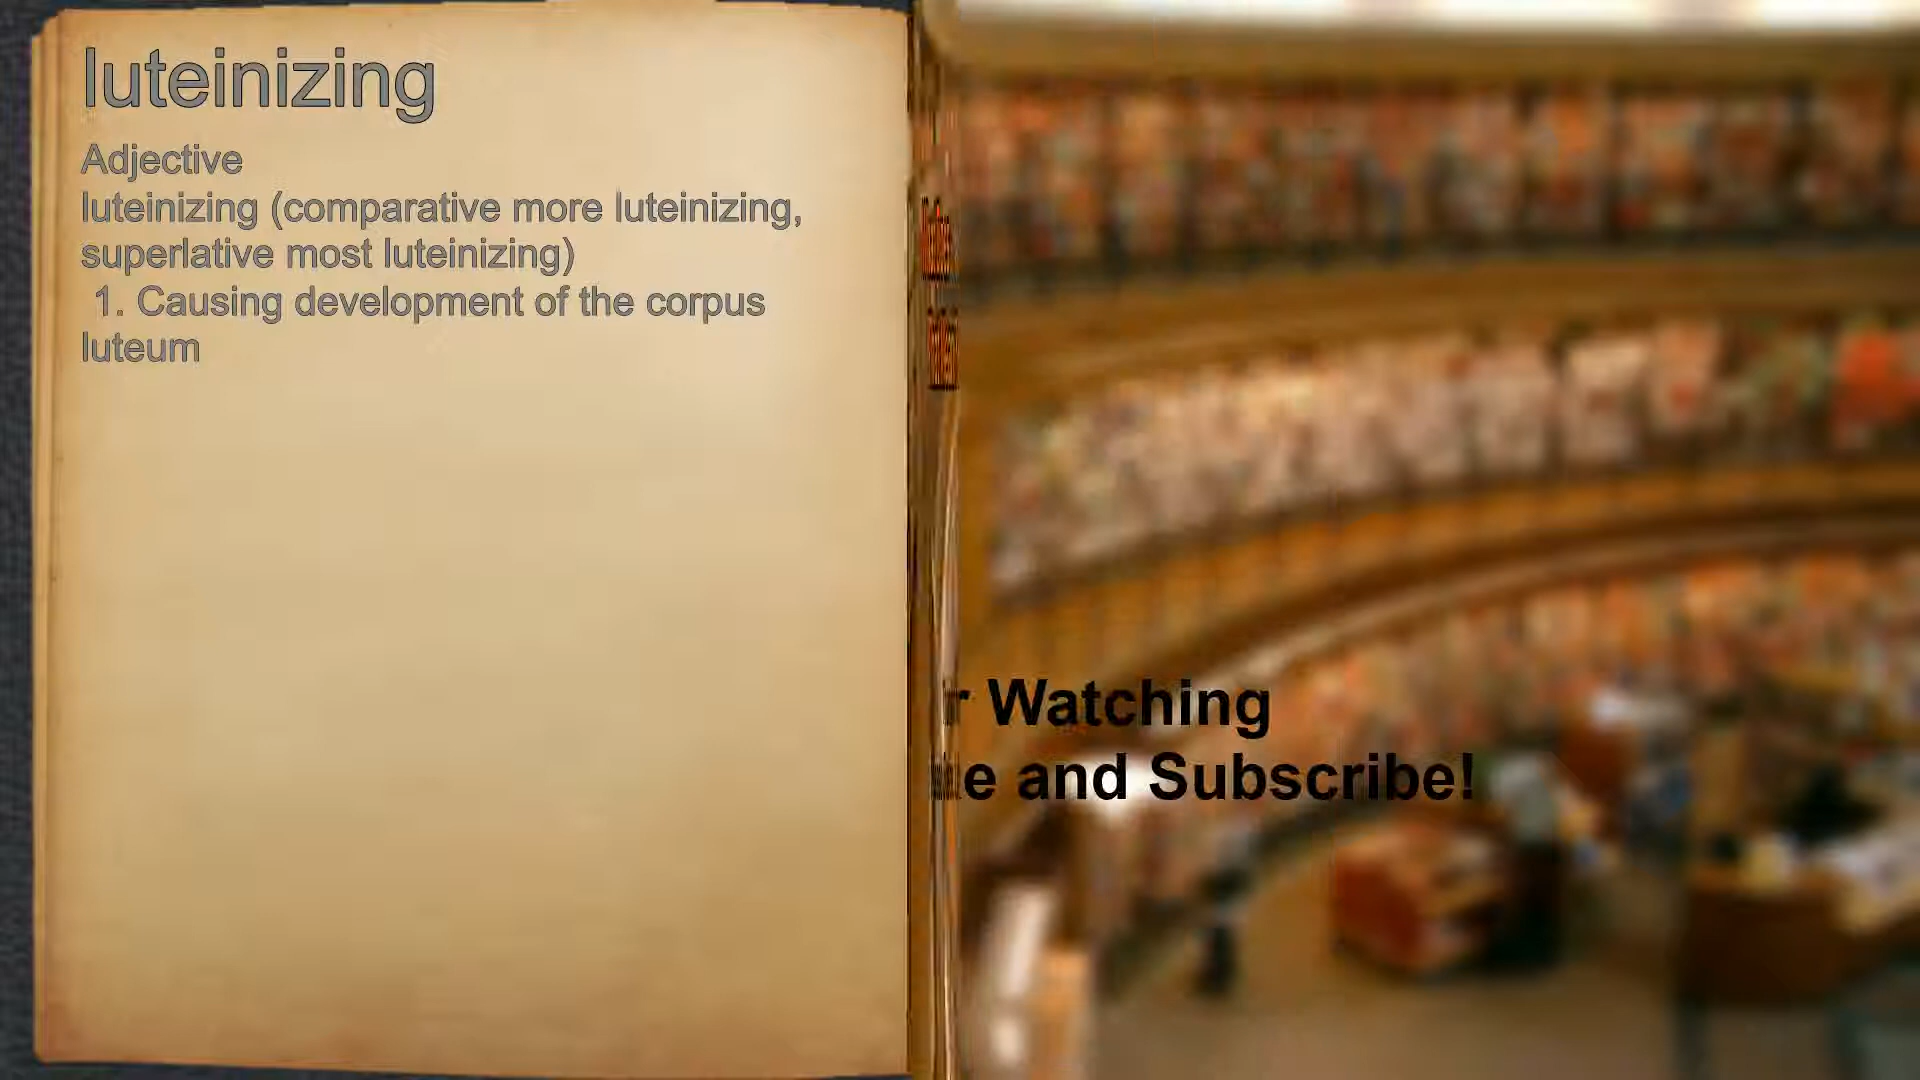 luteinizing
Adjective
luteinizing (comparative more luteinizing,
superlative most luteinizing)
1. Causing development of the corpus
luteum
Watching
and Subscribe!